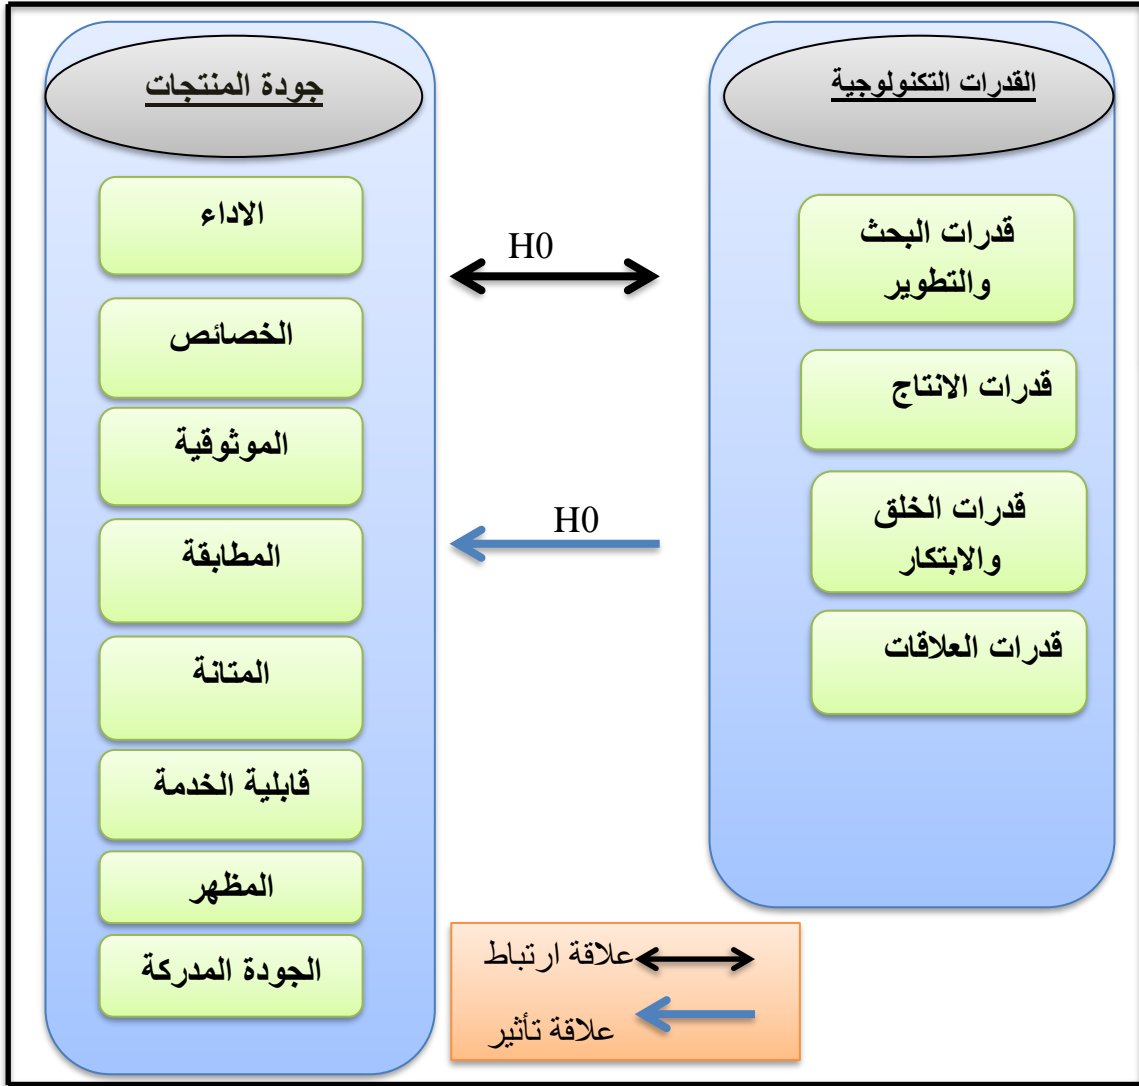 القدرات التكنولوجية
قدرات البحث
والتطوير
قدرات الانتاج
قدرات الخلق
والابتكار
قدرات العلاقات
H0
H0
جودة المنتجات
الاداء
الخصائص
الموثوقية
المطابقة
المتانة
قابلية الخدمة
المظهر
الجودة المدركة
علاقة ارتباط
علاقة تأثير